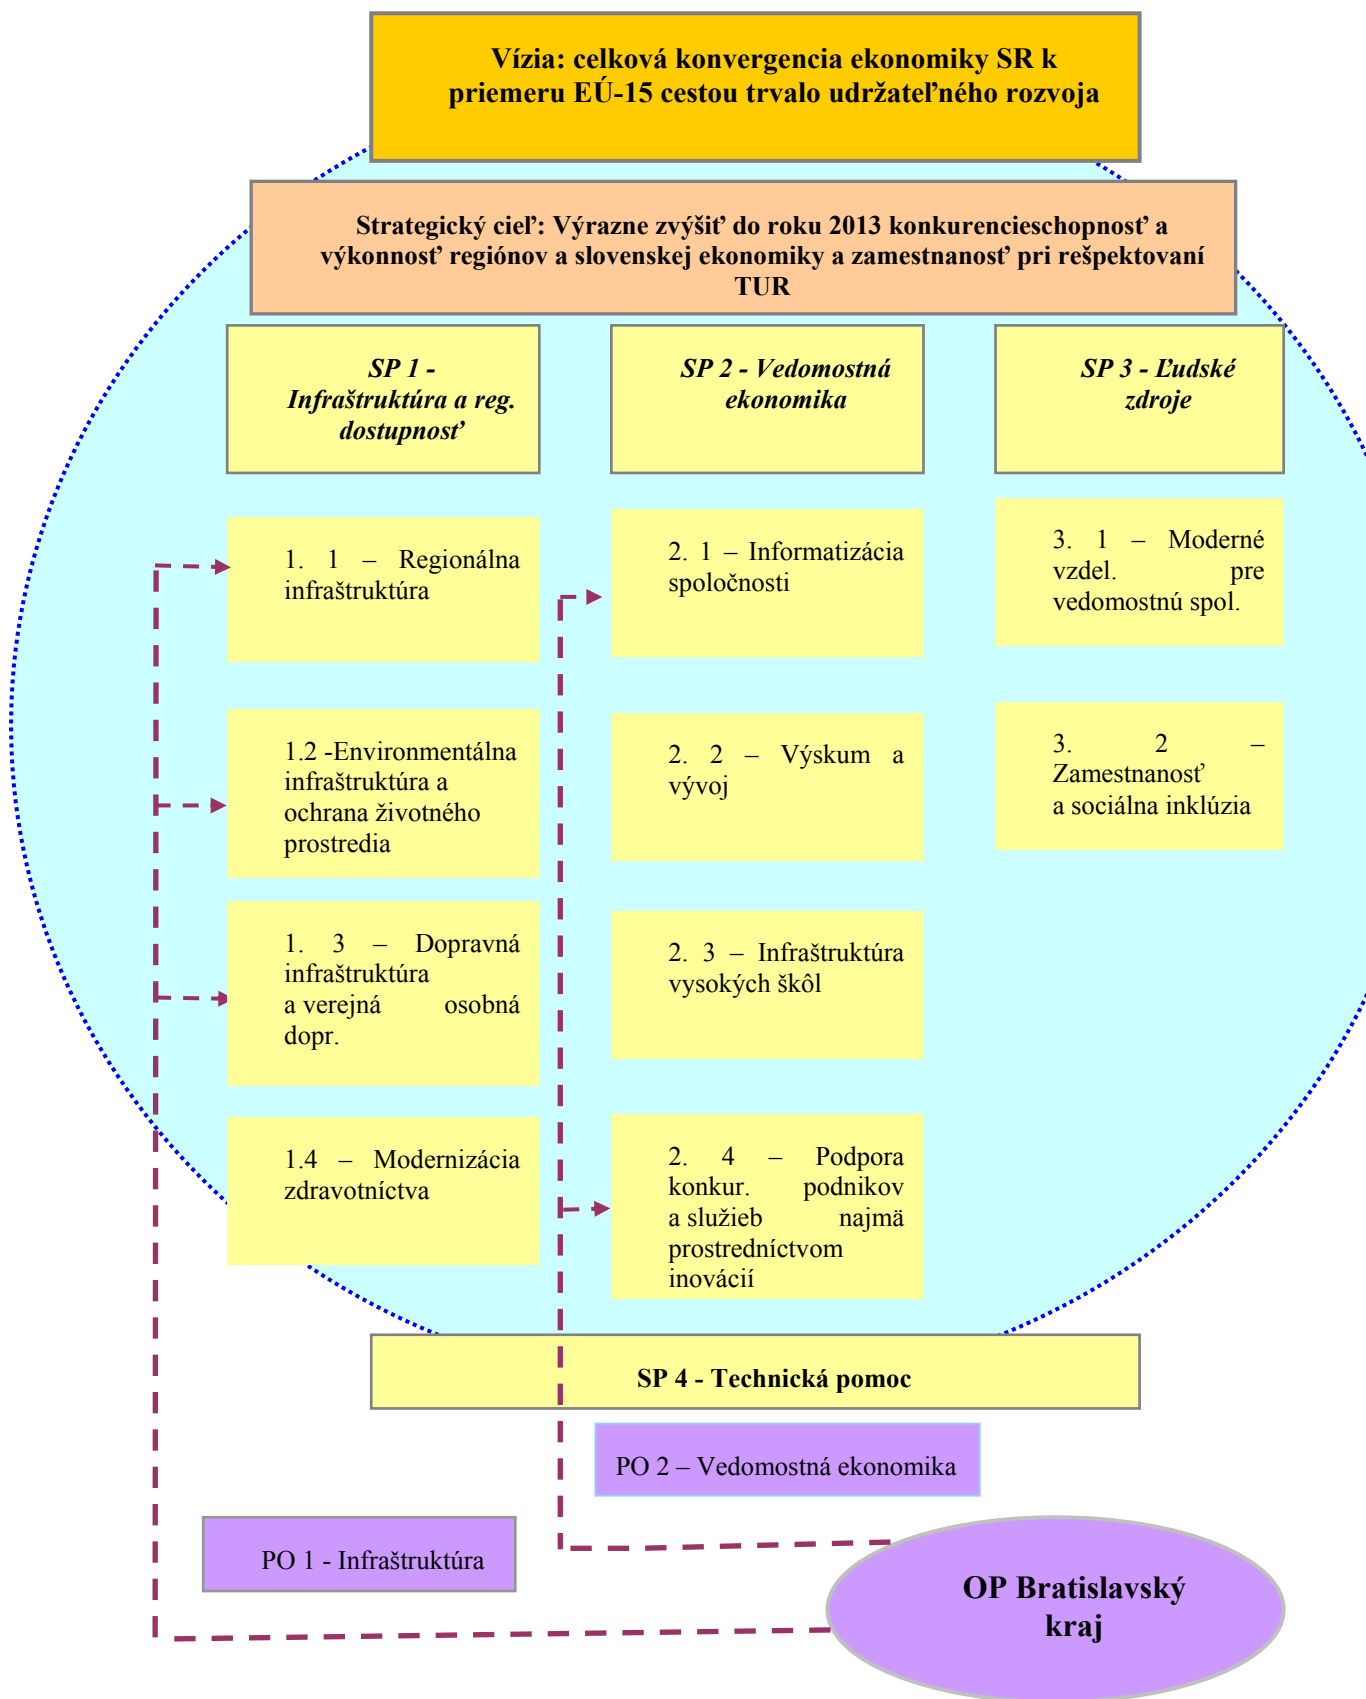 Vízia: celková konvergencia ekonomiky SR k
priemeru EÚ-15 cestou trvalo udržateľného rozvoja
Strategický cieľ: Výrazne zvýšiť do roku 2013 konkurencieschopnosť a
výkonnosť regiónov a slovenskej ekonomiky a zamestnanosť pri rešpektovaní
TUR
SP 1 -
Infraštruktúra a reg.
dostupnosť
SP 2 - Vedomostná
ekonomika
SP 3 - Ľudské
zdroje
1. 1 – Regionálna
infraštruktúra
1.2 -Environmentálna
infraštruktúra a
ochrana životného
prostredia
1. 3 – Dopravná
infraštruktúra
a verejná osobná
dopr.
1.4 – Modernizácia
zdravotníctva
2. 1 – Informatizácia
spoločnosti
2. 2 – Výskum a
vývoj
2. 3 – Infraštruktúra
vysokých škôl
2. 4 – Podpora
konkur. podnikov
a služieb najmä
prostredníctvom
inovácií
3. 1 – Moderné
vzdel. pre
vedomostnú spol.
3. 2 –
Zamestnanosť
a sociálna inklúzia
SP 4 - Technická pomoc
PO 2 – Vedomostná ekonomika
PO 1 - Infraštruktúra
OP Bratislavský
kraj